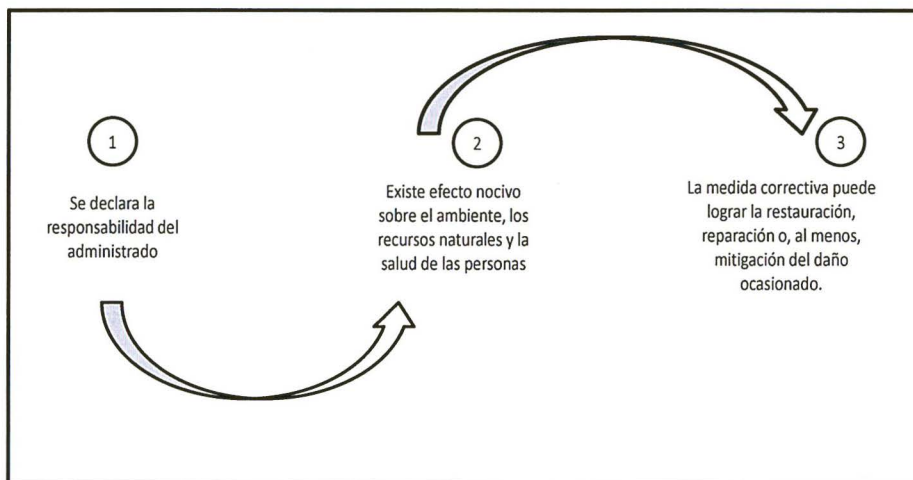 1
Se declara la
responsabilidad del
administrado
2
Existe efecto nocivo
sobre el ambiente, los
recursos naturales y la
salud de las personas
3
La medida correctiva puede
lograr la restauración,
reparación o, al menos,
mitigación del daño
ocasionado.